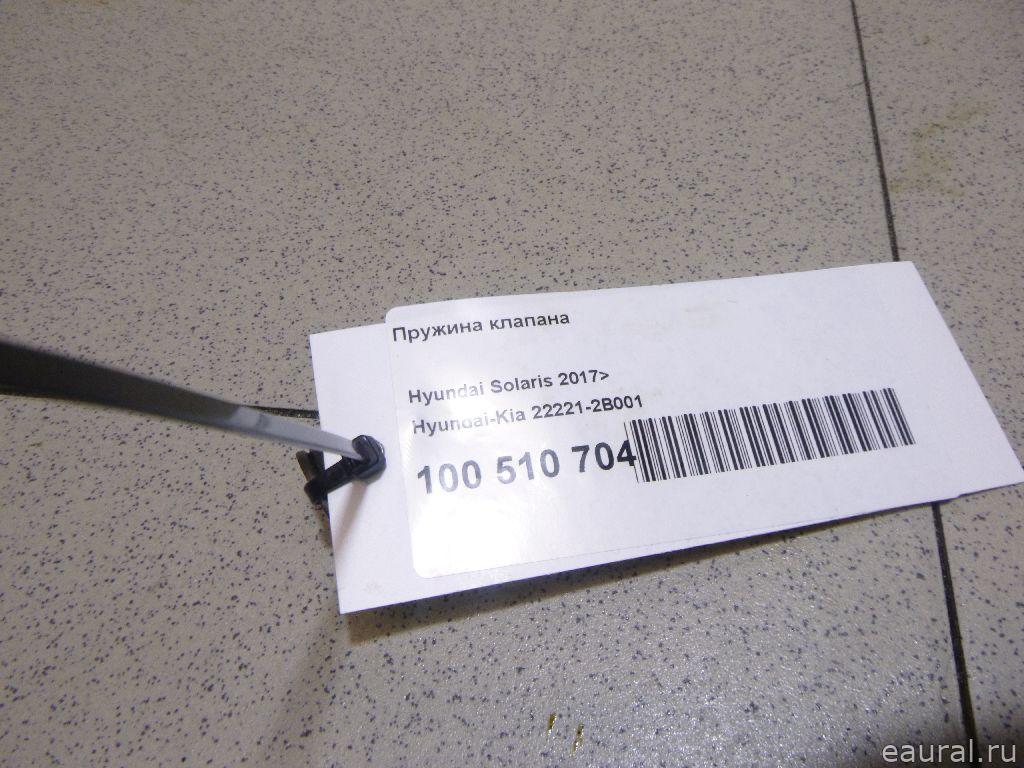 Пружина клапана
Hyundai Solaris 2017>
Hyundai-Kia 22221-2B001
100 510 704
eaural.ru